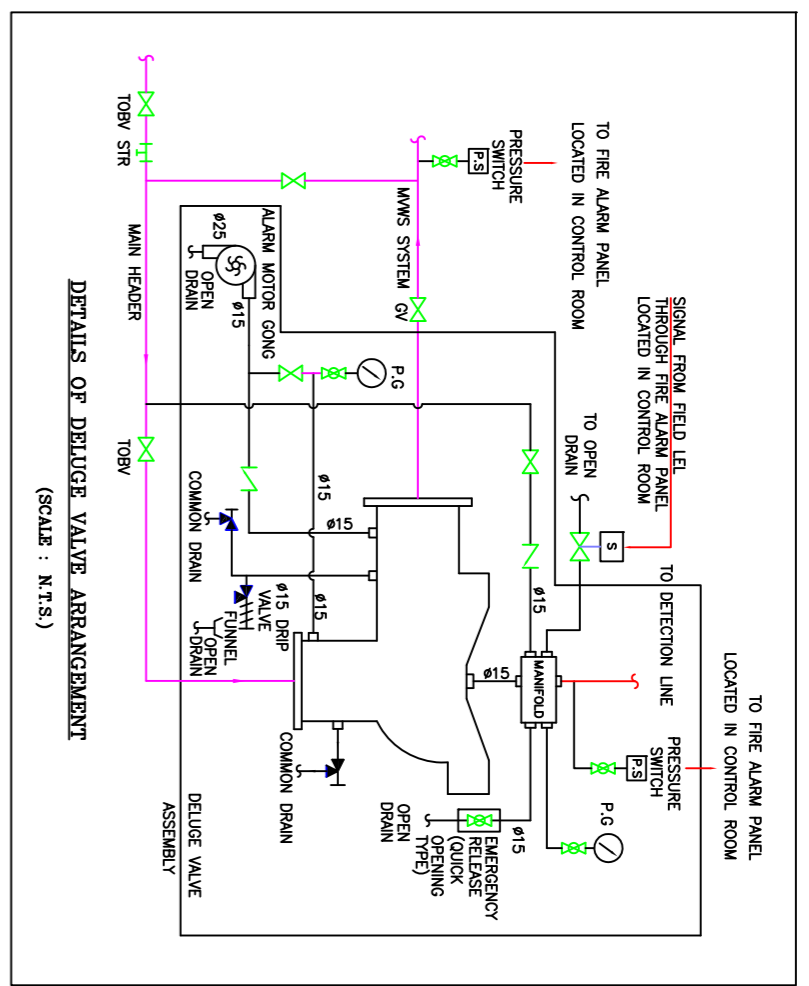 TO FIRE ALARM PANEL
LOCATED IN CONTROL ROOM
PRESSURE
SWITCH
P.S
MVWS SYSTEM
GV
SIGNAL FROM FIELD LEL
THROUGH FIRE ALARM PANEL
LOCATED IN CONTROL ROOM
S
TO OPEN
DRAIN
TO DETECTION LINE
TO FIRE ALARM PANEL
LOCATED IN CONTROL ROOM
PRESSURE
SWITCH
P.S
P.G
MANIFOLD
ø15
ø15
ø15
EMERGENCY
RELEASE
(QUICK
OPENING
TYPE)
OPEN
DRAIN
P.G
ALARM MOTOR GONG
ø25
OPEN
DRAIN
ø15
ø15
ø15
ø15
ø15 DRIP
VALVE
COMMON DRAIN
FUNNEL
OPEN
DRAIN
COMMON DRAIN
DELUGE VALVE
ASSEMBLY
TOBV STR
MAIN HEADER
TOBV
DETAILS OF DELUGE VALVE ARRANGEMENT
(SCALE : N.T.S.)